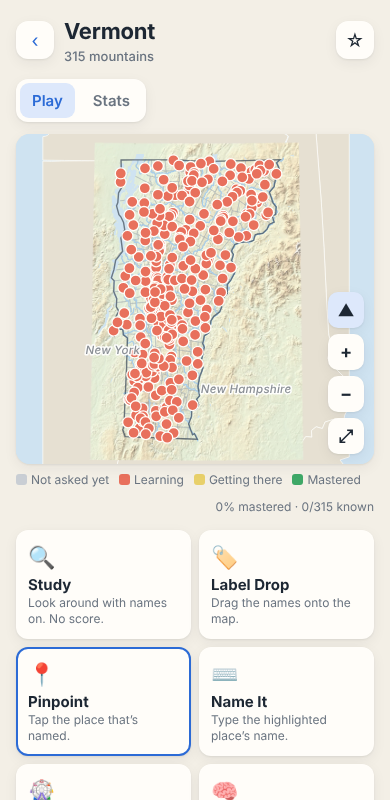 Vermont
315 mountains
Play
Stats
New York
New Hampshire
Not asked yet
Learning
Getting there
Mastered
0% mastered · 0/315 known
Study
Look around with names
on. No score.
Label Drop
Drag the names onto the
map.
Pinpoint
Tap the place that's
named.
Name It
Type the highlighted
place's name.